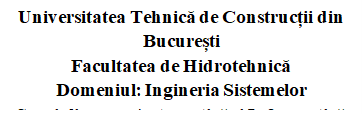 Universitatea Tehnică de Construcții din
București
Facultatea de Hidrotehnică
Domeniul: Ingineria Sistemelor